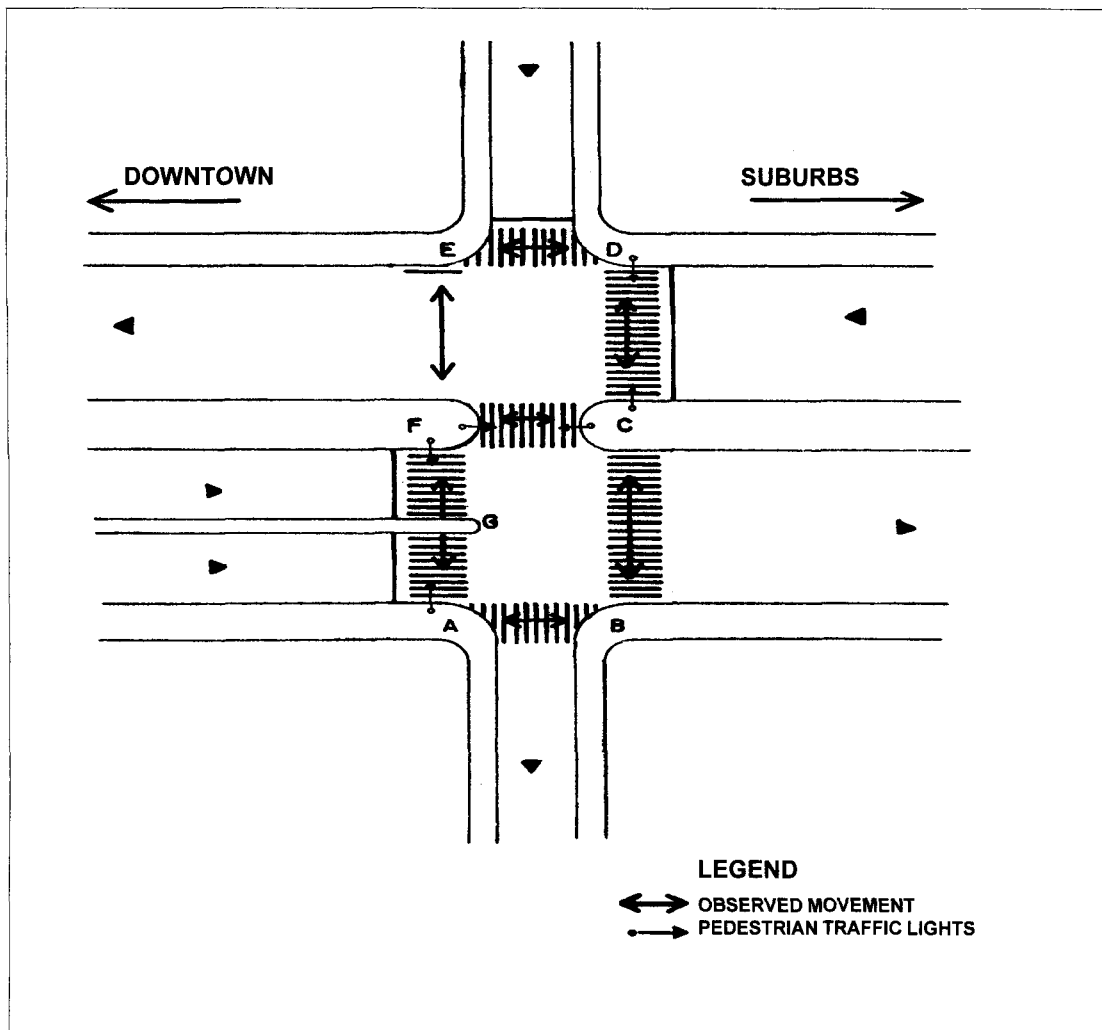 DOWNTOWN
SUBURBS
E
D
F
C
G
A
B
LEGEND
OBSERVED MOVEMENT
PEDESTRIAN TRAFFIC LIGHTS